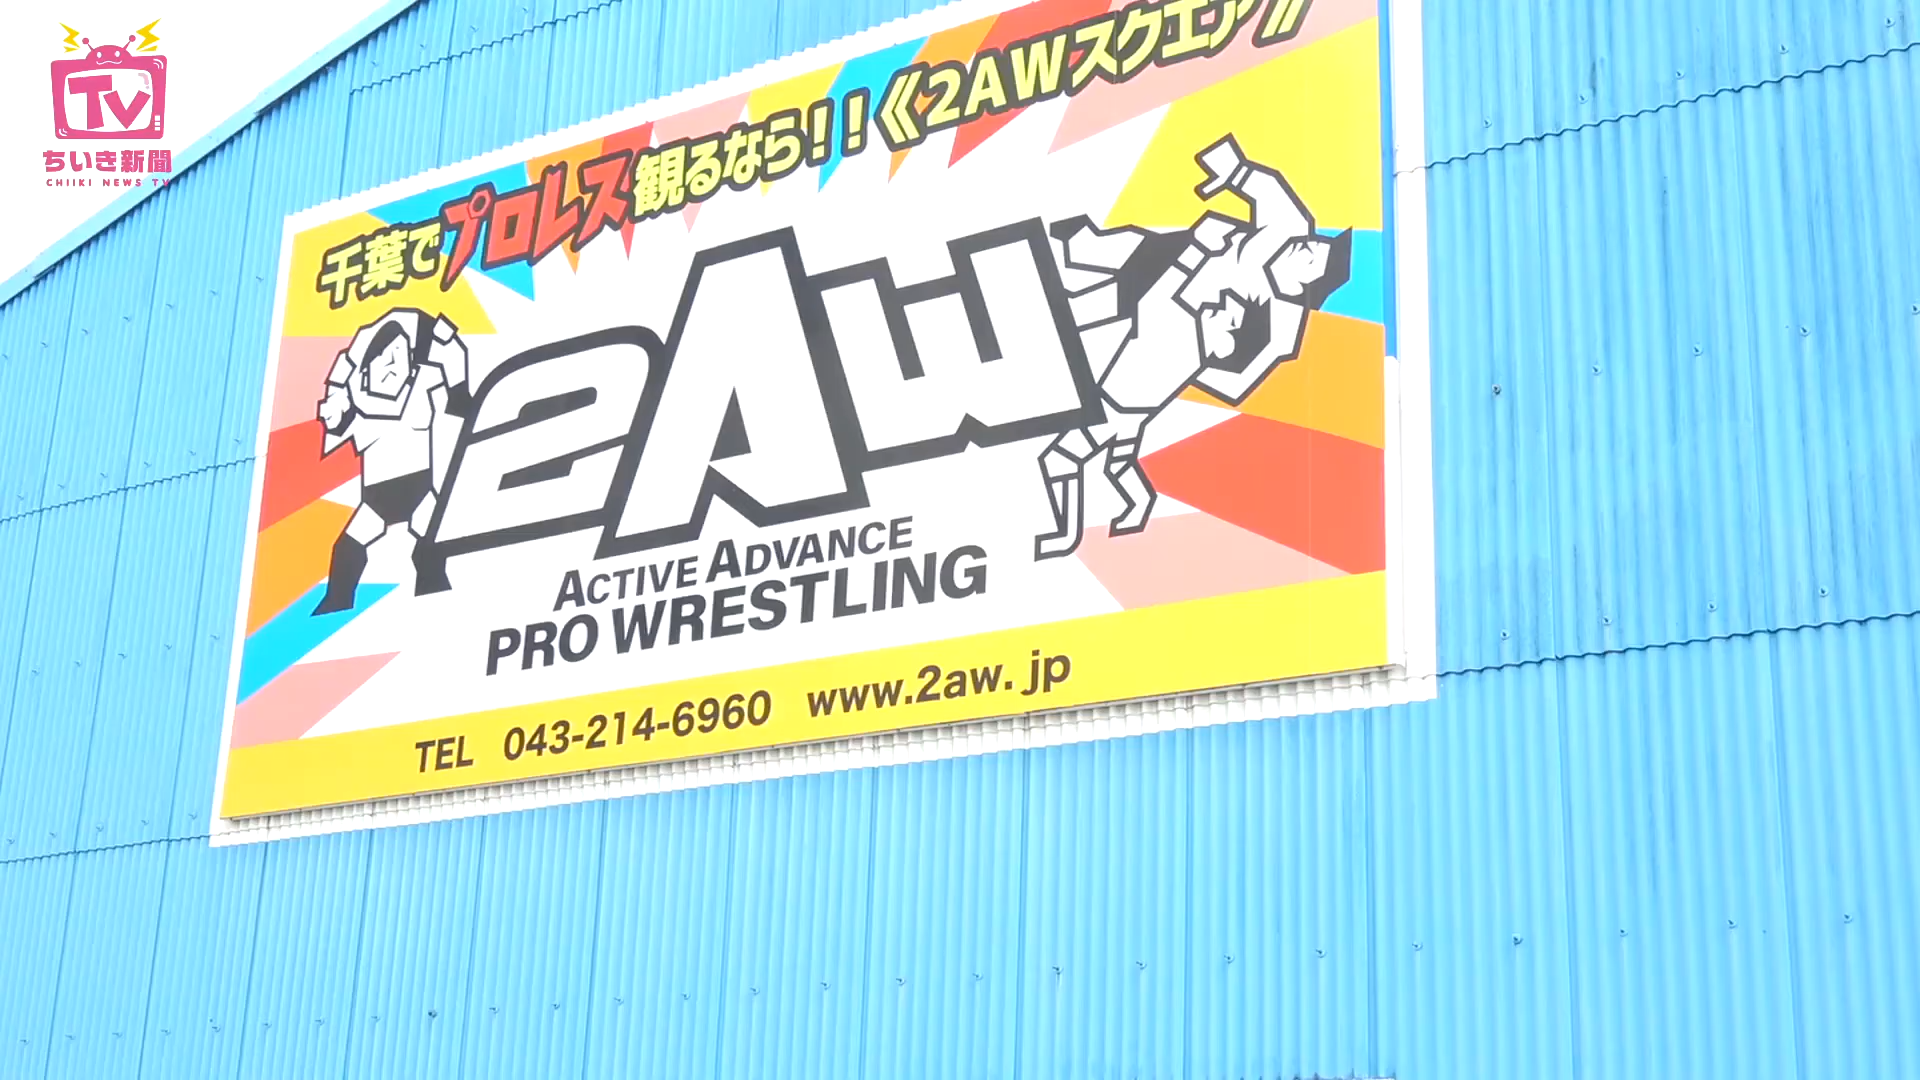 TV
ちいき新聞
CHIIKI NEWS TV
千葉でプロレス観るなら！！《2AWスクエア》
2AW
ACTIVE ADVANCE
PRO WRESTLING
TEL 043-214-6960 www.2aw.jp